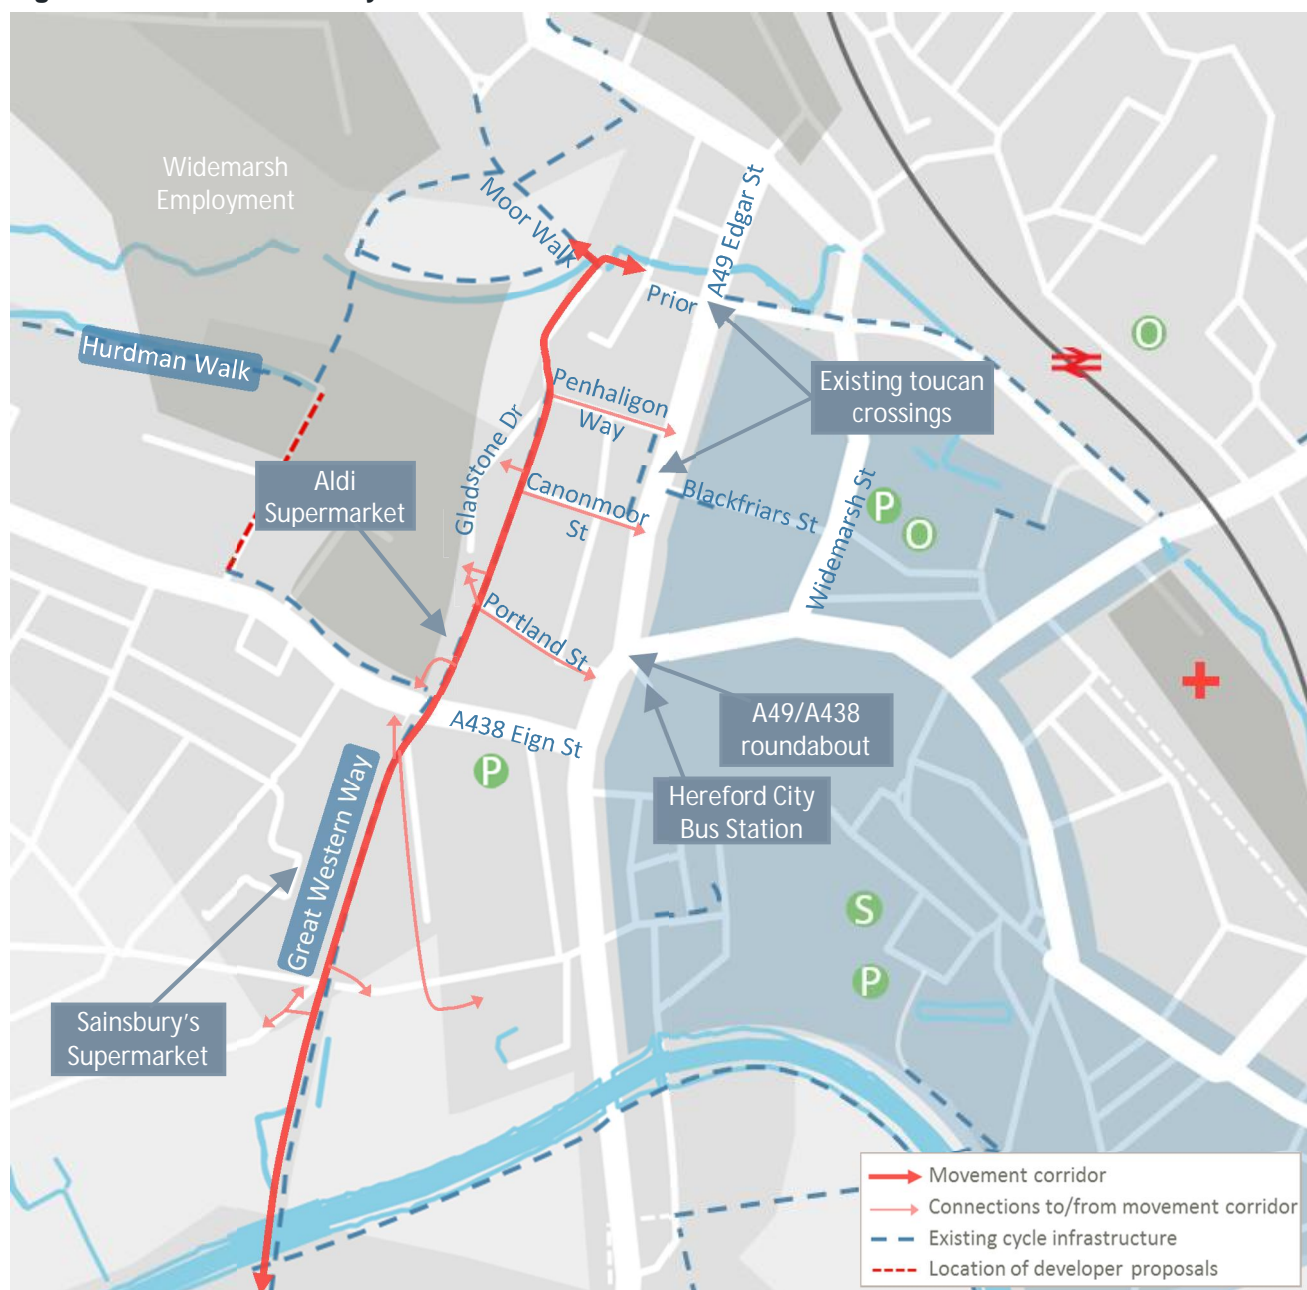 Widemarsh
Employment
Moor Walk
A49 Edgar St
Prior
Hurdman Walk
Existing toucan
crossings
Penhaligon
Way
Gladstone Dr
Aldi
Supermarket
Canonmoor
St
Blackfriars St
Widemarsh St
P
O
O
Portland St
A438 Eign St
A49/A438
roundabout
P
Hereford City
Bus Station
Great Western Way
S
P
Sainsbury's
Supermarket
Movement corridor
Connections to/from movement corridor
Existing cycle infrastructure
Location of developer proposals